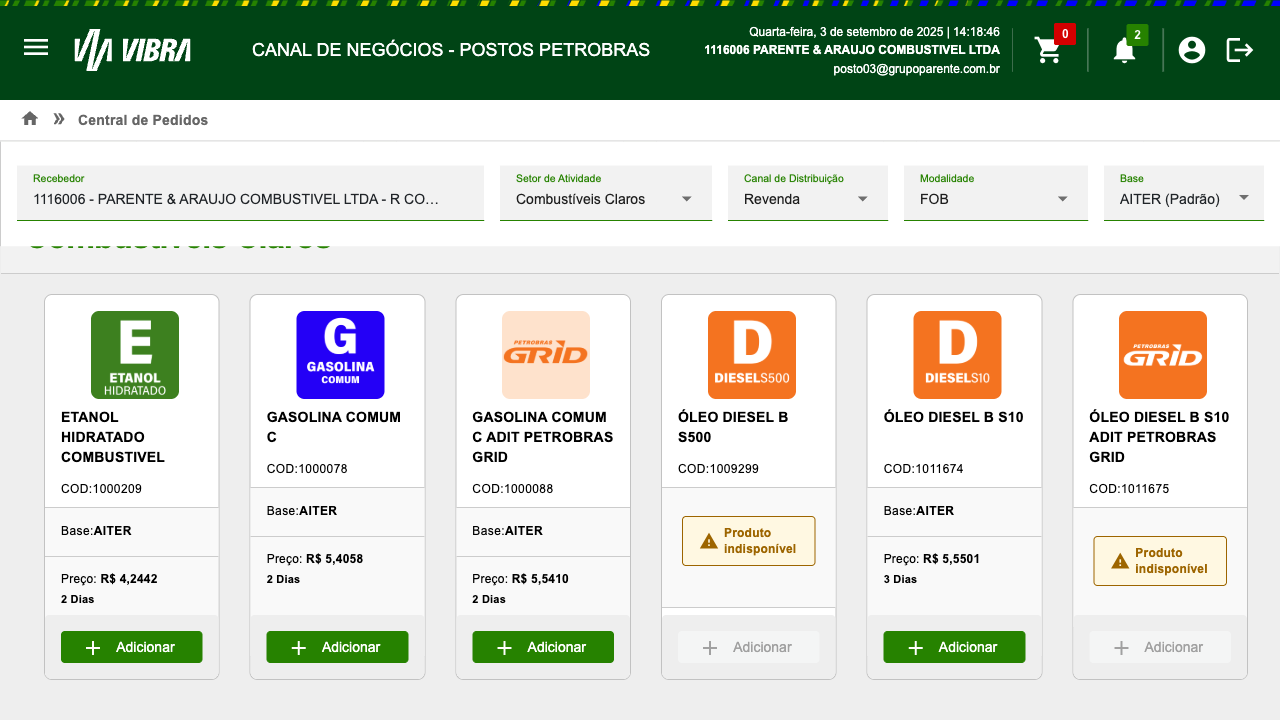 VIBRA
CANAL DE NEGÓCIOS - POSTOS PETROBRAS
Quarta-feira, 3 de setembro de 2025 | 14:18:46
1116006 PARENTE & ARAUJO COMBUSTIVEL LTDA
posto03@grupoparente.com.br
0
2
Central de Pedidos
Recebedor
1116006 - PARENTE & ARAUJO COMBUSTIVEL LTDA - R CO…
Setor de Atividade
Combustíveis Claros
Canal de Distribuição
Revenda
Modalidade
FOB
Base
AITER (Padrão)
Combustíveis Claros
E
ETANOL
HIDRATADO
ETANOL
HIDRATADO
COMBUSTIVEL
COD:1000209
Base:AITER
Preço: R$ 4,2442
2 Dias
Adicionar
G
GASOLINA
COMUM
GASOLINA COMUM
C
COD:1000078
Base:AITER
Preço: R$ 5,4058
2 Dias
Adicionar
PETROBRAS
GRID
GASOLINA COMUM
C ADIT PETROBRAS
GRID
COD:1000088
Base:AITER
Preço: R$ 5,5410
2 Dias
Adicionar
D
DIESELS500
ÓLEO DIESEL B
S500
COD:1009299
Produto
indisponível
Adicionar
D
DIESELS10
ÓLEO DIESEL B S10
COD:1011674
Base:AITER
Preço: R$ 5,5501
3 Dias
Adicionar
PETROBRAS
GRID
ÓLEO DIESEL B S10
ADIT PETROBRAS
GRID
COD:1011675
Produto
indisponível
Adicionar